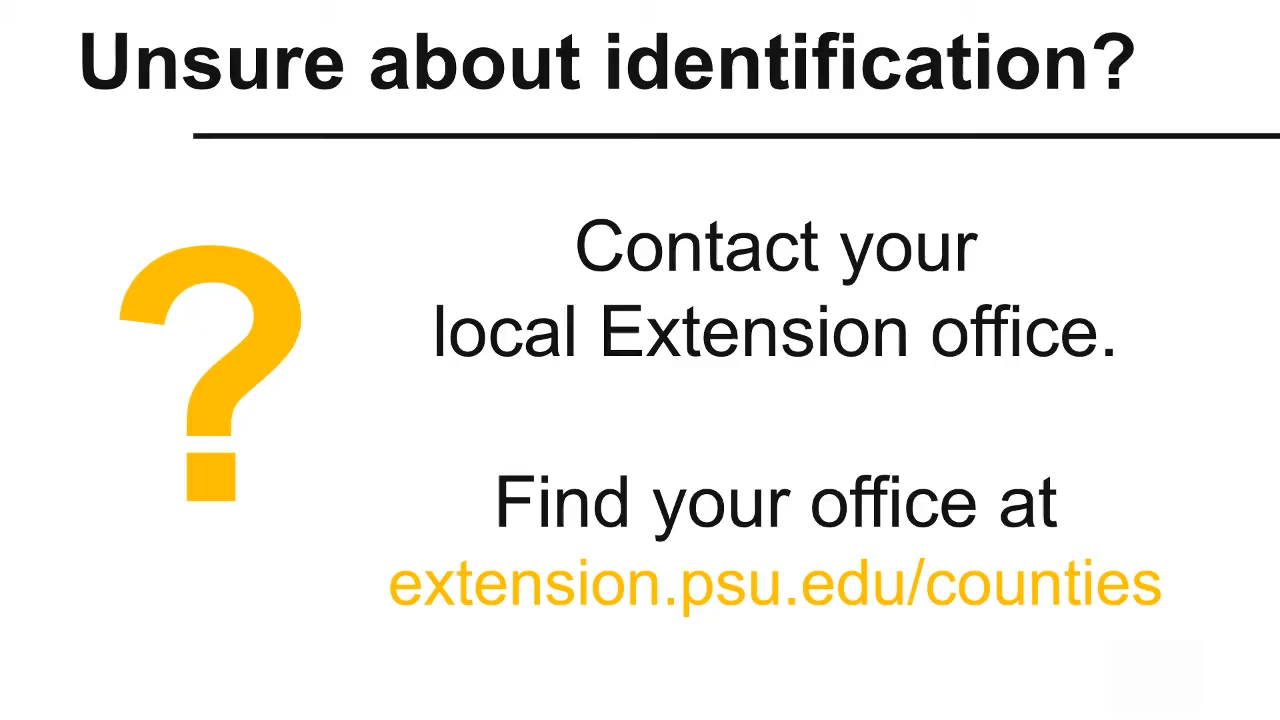 Unsure about identification?
?
Contact your
local Extension office.
Find your office at
extension.psu.edu/counties